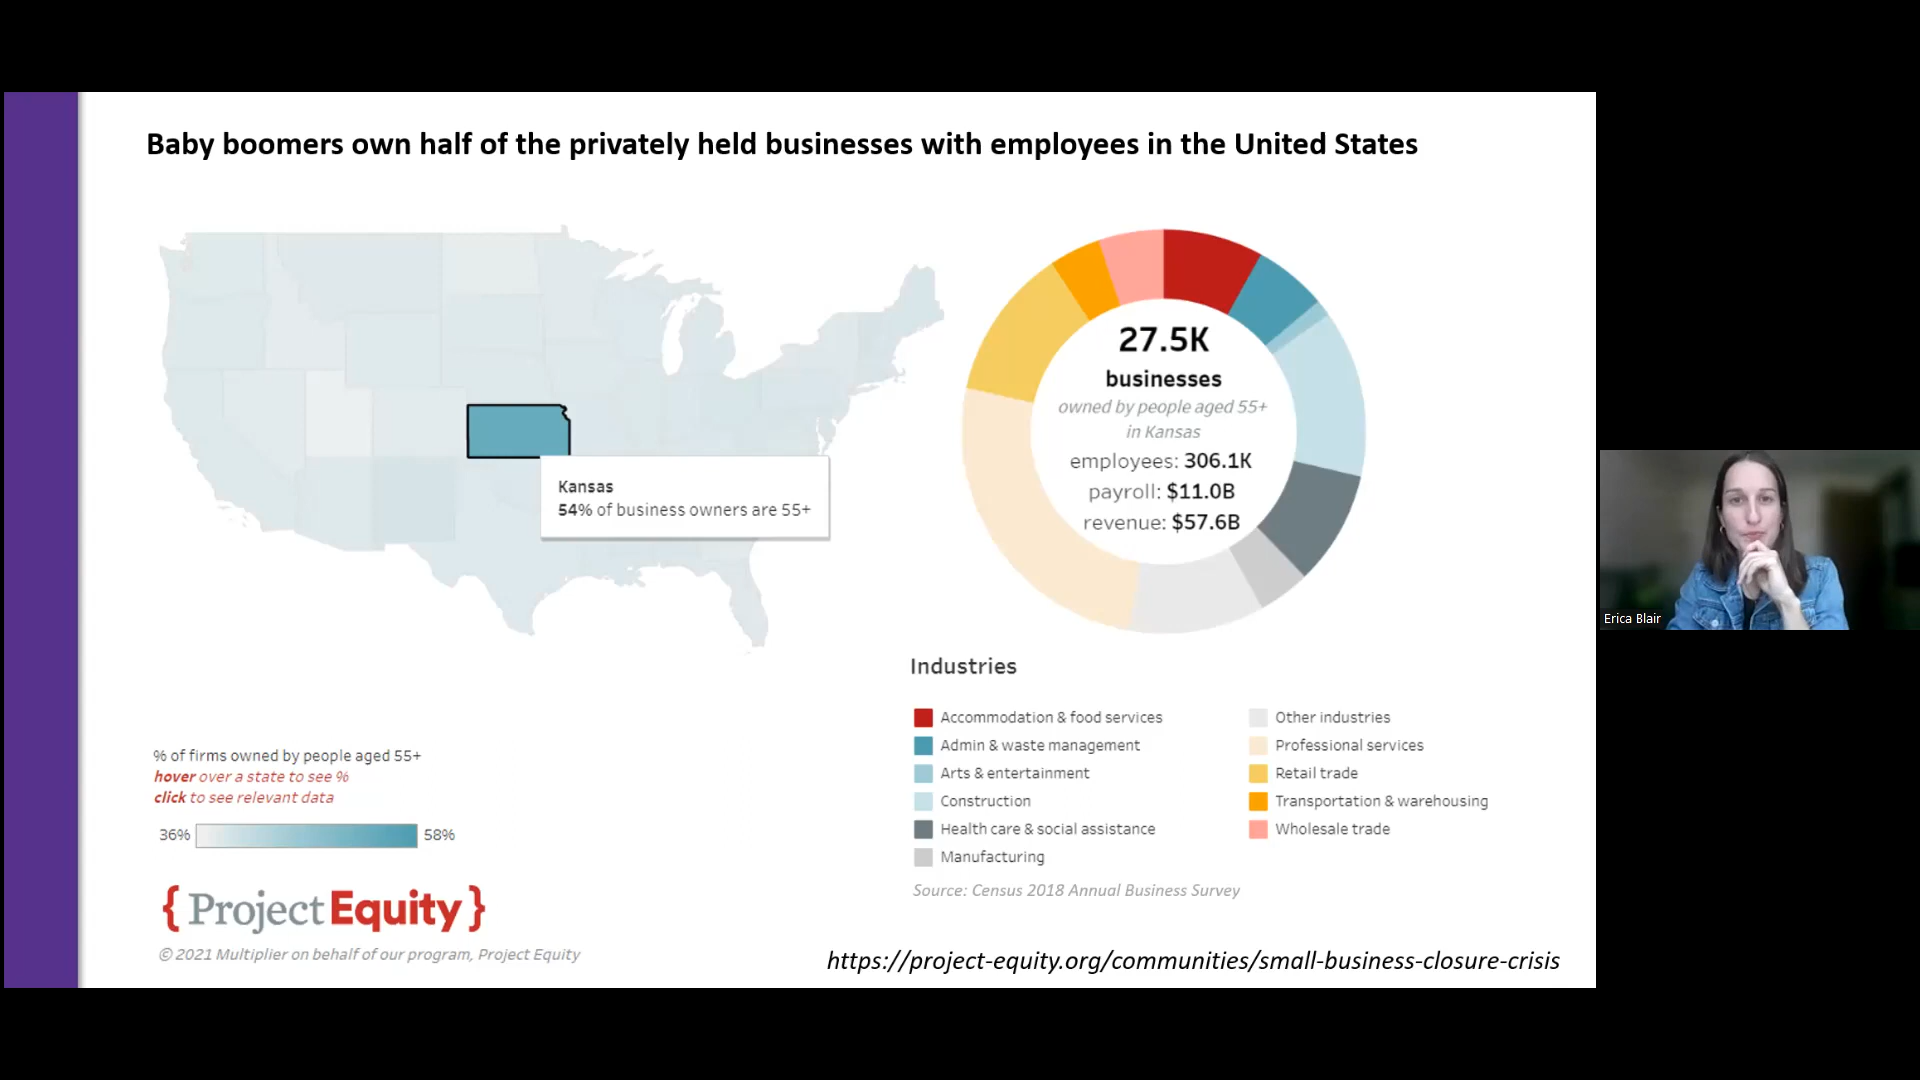 Baby boomers own half of the privately held businesses with employees in the United States
Kansas
54% of business owners are 55+
27.5K
businesses
owned by people aged 55+
in Kansas
employees: 306.1K
payroll: $11.0B
revenue: $57.6B
Erica Blair
Industries
Accommodation & food services
Admin & waste management
Arts & entertainment
Construction
Health care & social assistance
Manufacturing
Other industries
Professional services
Retail trade
Transportation & warehousing
Wholesale trade
Source: Census 2018 Annual Business Survey
% of firms owned by people aged 55+
hover over a state to see %
click to see relevant data
36% 58%
{ Project Equity }
© 2021 Multiplier on behalf of our program, Project Equity
https://project-equity.org/communities/small-business-closure-crisis